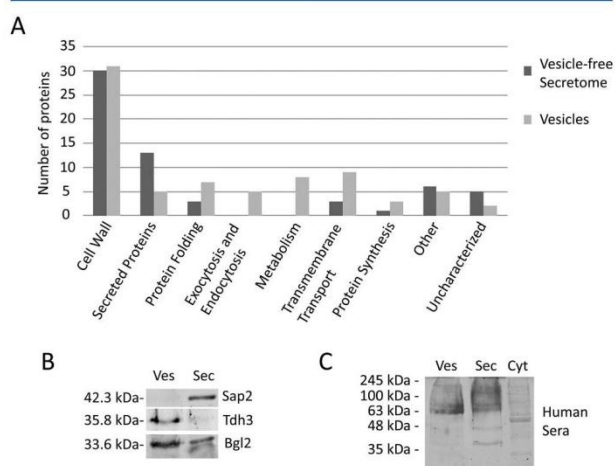 A
35
30
25
20
15
10
5
0
Number of proteins
Vesicle-free
Secretome
Vesicles
Cell Wall
Secreted Proteins
Protein Folding
Exocytosis and
Endocytosis
Metabolism
Transmembrane
Transport
Protein Synthesis
Other
Uncharacterized
B
Ves Sec
42.3 kDa- Sap2
35.8 kDa- Tdh3
33.6 kDa- Bgl2
C
Ves Sec Cyt
245 kDa -
100 kDa -
63 kDa -
48 kDa -
35 kDa -
Human
Sera